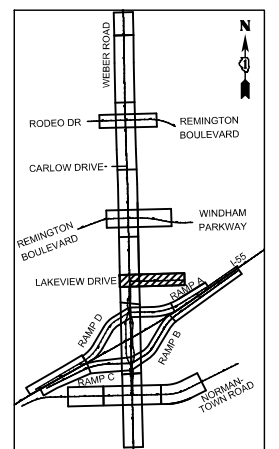 WEBER ROAD
N
RODEO DR
REMINGTON
BOULEVARD
CARLOW DRIVE
REMINGTON
BOULEVARD
WINDHAM
PARKWAY
LAKEVIEW DRIVE
I-55
RAMP A
RAMP D
RAMP B
RAMP C
NORMAN-
TOWN ROAD